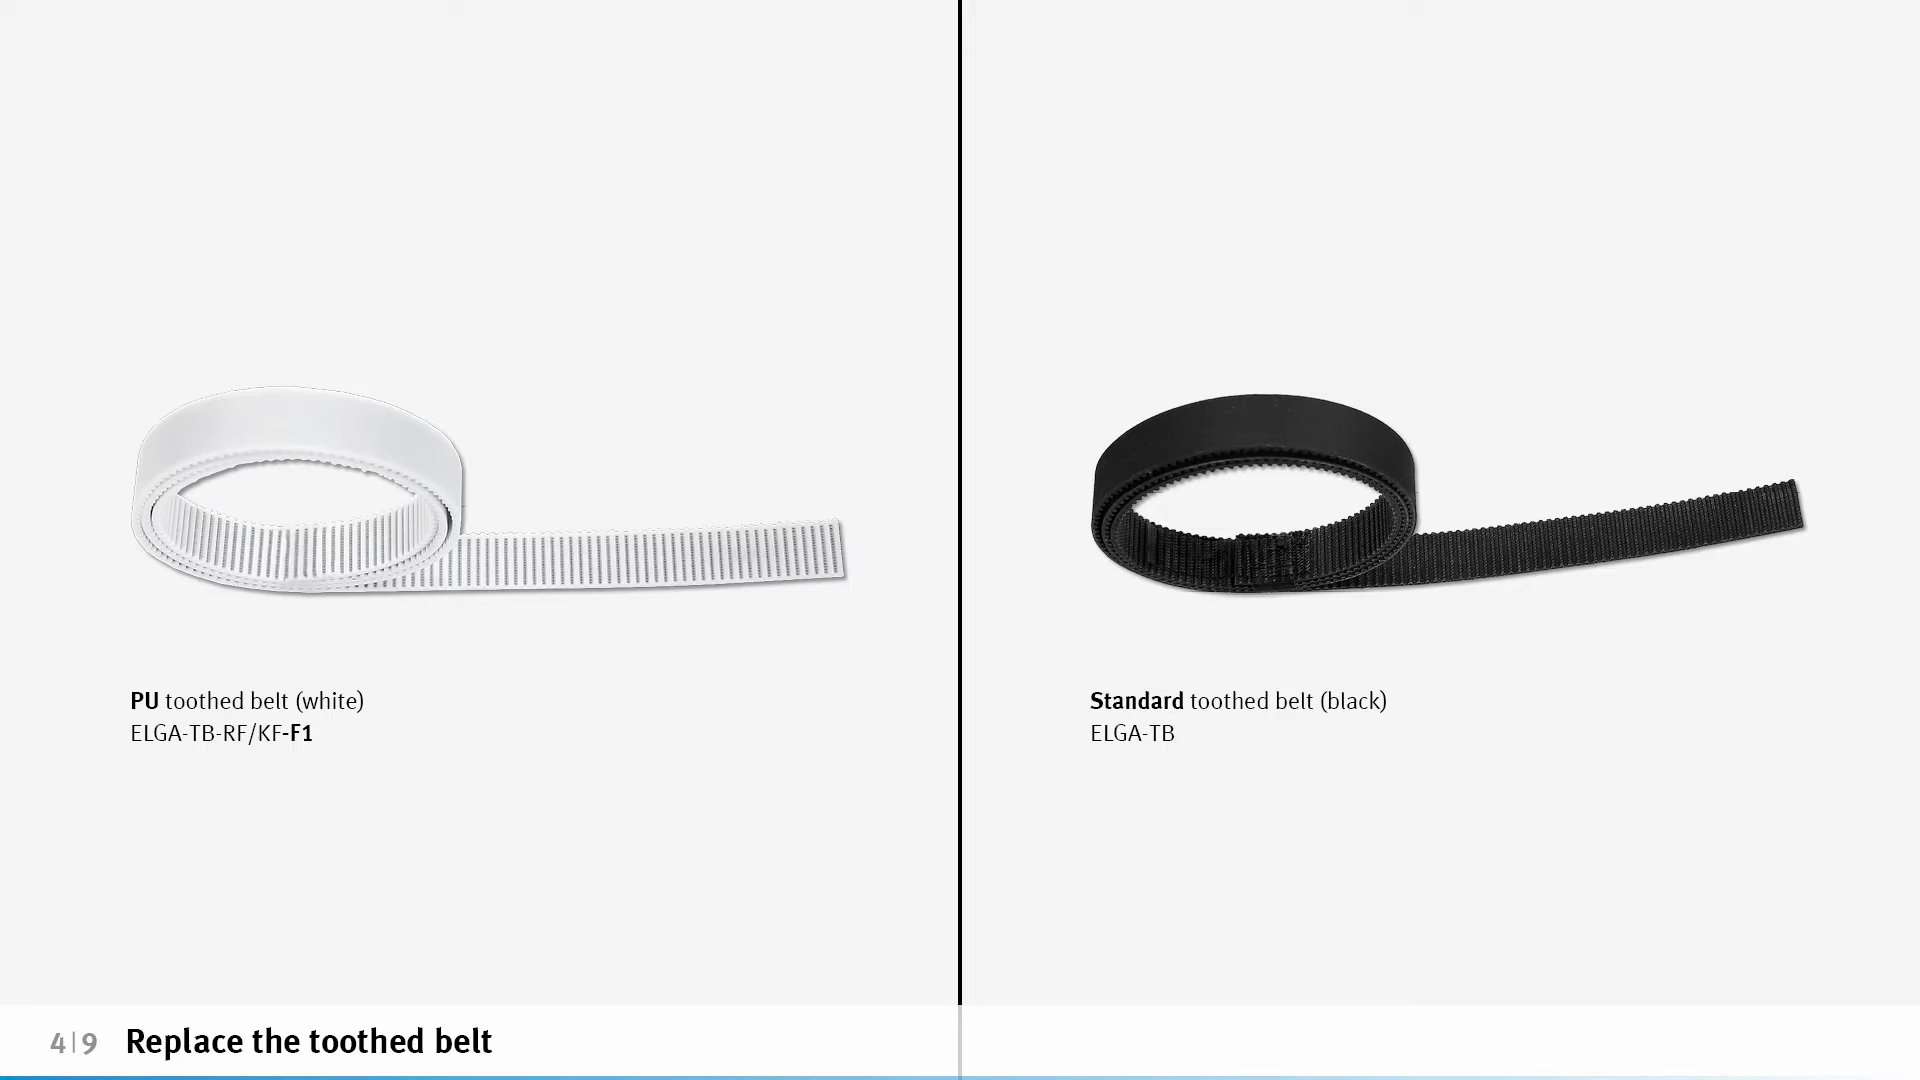 PU toothed belt (white)
ELGA-TB-RF/KF-F1
Standard toothed belt (black)
ELGA-TB
4|9 Replace the toothed belt